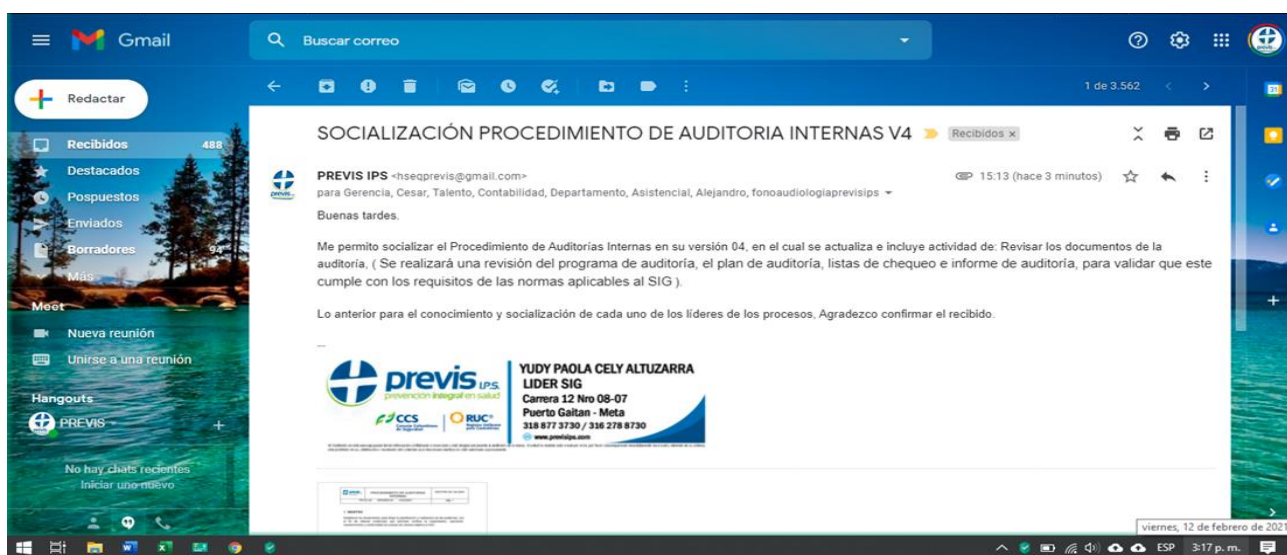 Gmail
Buscar correo
Redactar
1 de 3.562
Recibidos 488
Destacados
Pospuestos
Enviados
Borradores 94
Más
Meet
Nueva reunión
Unirse a una reunión
Hangouts
PREVIS
No hay chats recientes
Iniciar uno nuevo
SOCIALIZACIÓN PROCEDIMIENTO DE AUDITORIA INTERNAS V4 Recibidos x
PREVIS IPS <hseqprevis@gmail.com> 15:13 (hace 3 minutos)
para Gerencia, Cesar, Talento, Contabilidad, Departamento, Asistencial, Alejandro, fonoaudiologiaprevisips
Buenas tardes.
Me permito socializar el Procedimiento de Auditorías Internas en su versión 04, en el cual se actualiza e incluye actividad de: Revisar los documentos de la
auditoría, ( Se realizará una revisión del programa de auditoría, el plan de auditoría, listas de chequeo e informe de auditoría, para validar que este
cumple con los requisitos de las normas aplicables al SIG ).
Lo anterior para el conocimiento y socialización de cada uno de los líderes de los procesos, Agradezco confirmar el recibido.
--
previs I.P.S.
prevención integral en salud
CCS
Consejo Colombiano
de Seguridad
RUC®
YUDY PAOLA CELY ALTUZARRA
LIDER SIG
Carrera 12 Nro 08-07
Puerto Gaitan - Meta
318 877 3730 / 316 278 8730
www.previsips.com
viernes, 12 de febrero de 2021
ESP 3:17 p. m.